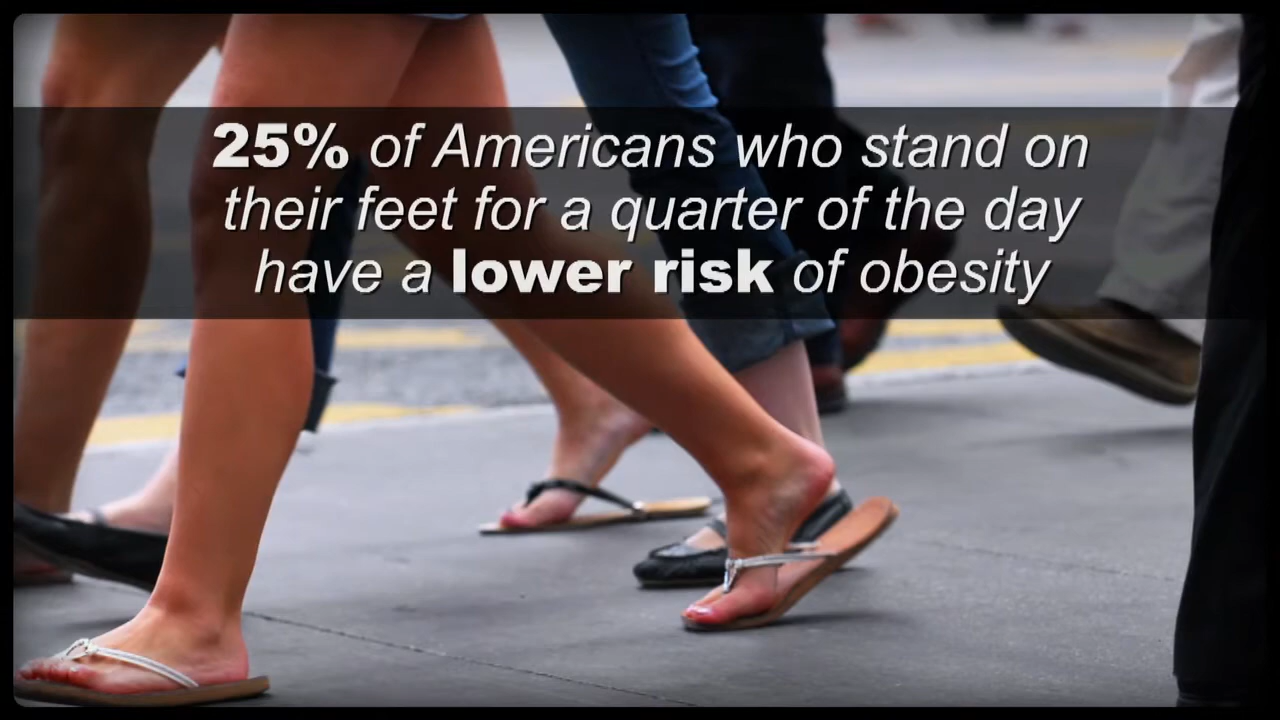 25% of Americans who stand on
their feet for a quarter of the day
have a lower risk of obesity